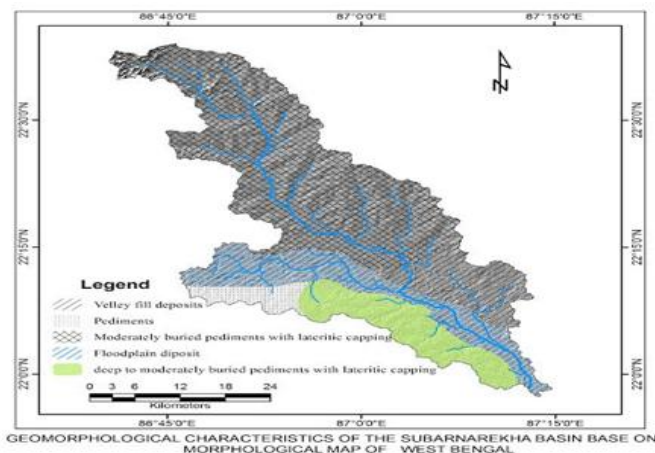 86°45'0"E 87°0'0"E 87°15'0"E
N
22°30'0"N 22°30'0"N
22°15'0"N 22°15'0"N
Legend
Velley fill deposits
Pediments
Moderately buried pediments with lateritic capping
Floodplain diposit
deep to moderately buried pediments with lateritic capping
22°0'0"N 22°0'0"N
0 3 6 12 18 24
Kilometers
86°45'0"E 87°0'0"E 87°15'0"E
GEOMORPHOLOGICAL CHARACTERISTICS OF THE SUBARNAREKHA BASIN BASE ON
MORPHOLOGICAL MAP OF WEST BENGAL